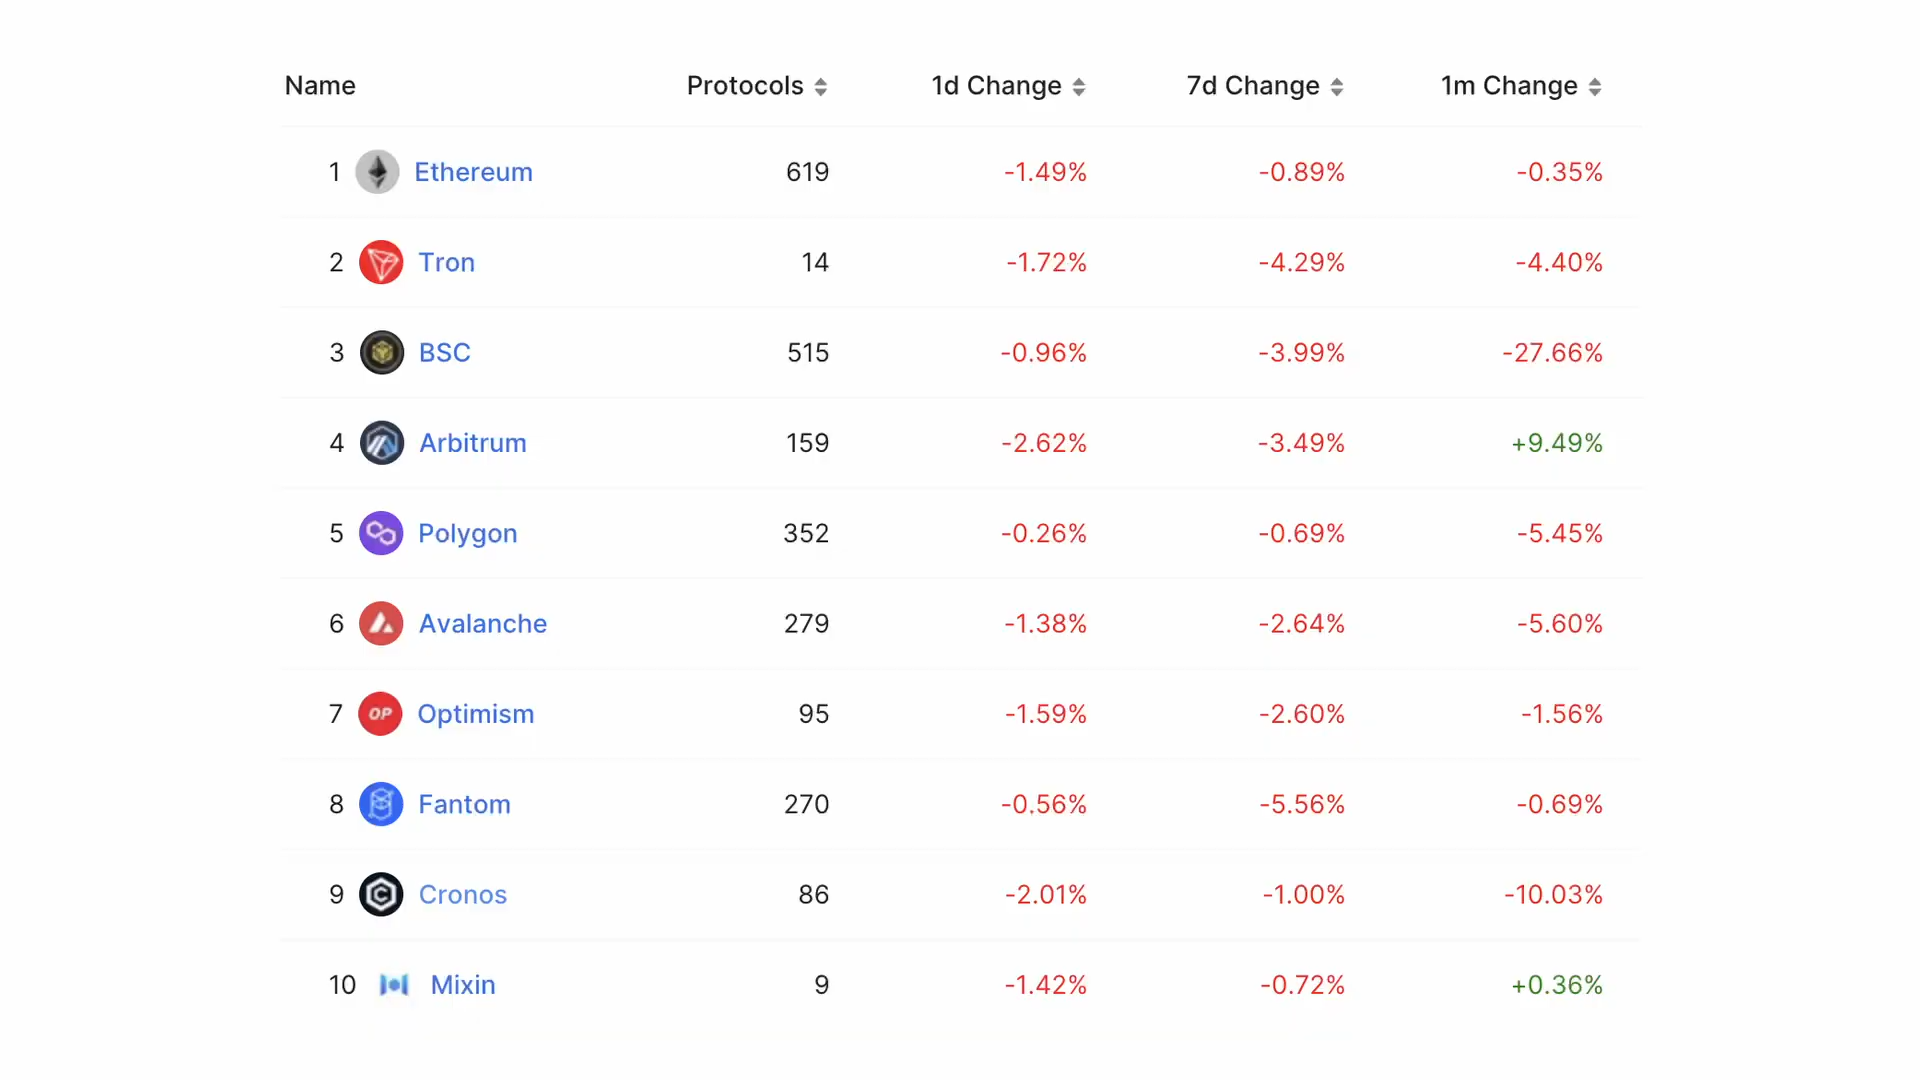 Name Protocols 1d Change 7d Change 1m Change
1 Ethereum 619 -1.49% -0.89% -0.35%
2 Tron 14 -1.72% -4.29% -4.40%
3 BSC 515 -0.96% -3.99% -27.66%
4 Arbitrum 159 -2.62% -3.49% +9.49%
5 Polygon 352 -0.26% -0.69% -5.45%
6 Avalanche 279 -1.38% -2.64% -5.60%
7 OP Optimism 95 -1.59% -2.60% -1.56%
8 Fantom 270 -0.56% -5.56% -0.69%
9 Cronos 86 -2.01% -1.00% -10.03%
10 Mixin 9 -1.42% -0.72% +0.36%